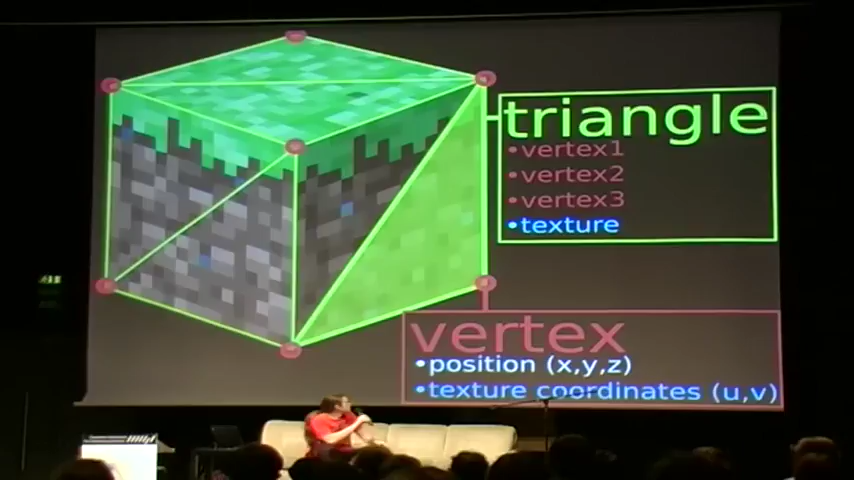 triangle
•vertex1
•vertex2
•vertex3
•texture
vertex
•position (x,y,z)
•texture coordinates (u,v)